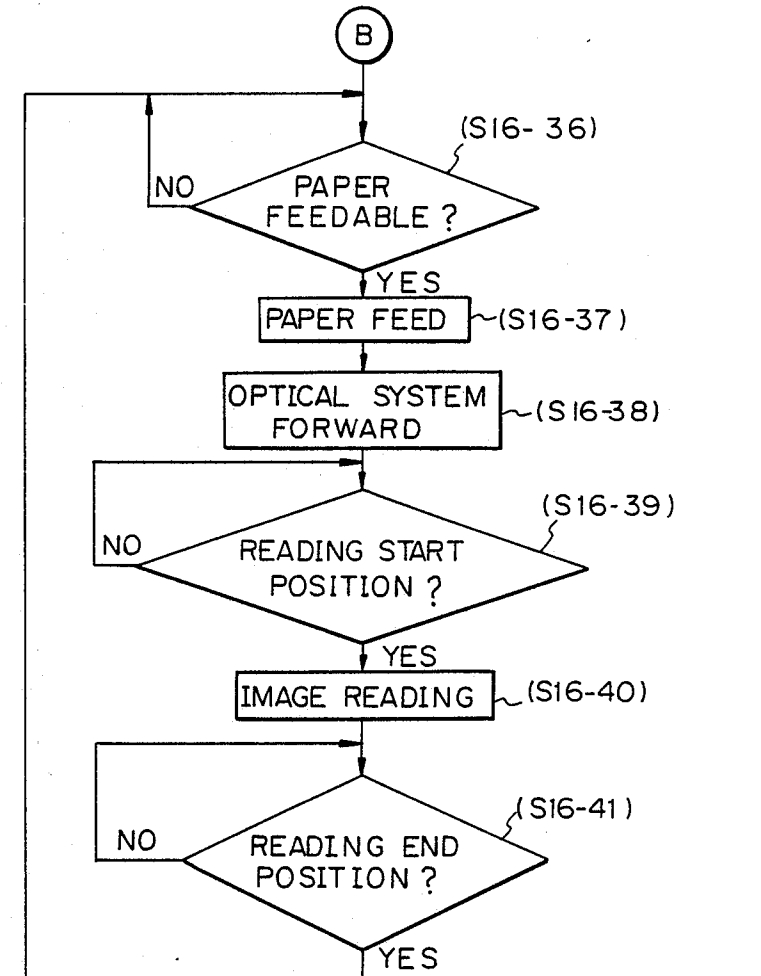 B
(S16-36)
NO
PAPER
FEEDABLE ?
YES
PAPER FEED
(S16-37)
OPTICAL SYSTEM
FORWARD
(S16-38)
(S16-39)
NO
READING START
POSITION ?
YES
IMAGE READING
(S16-40)
(S16-41)
NO
READING END
POSITION ?
YES